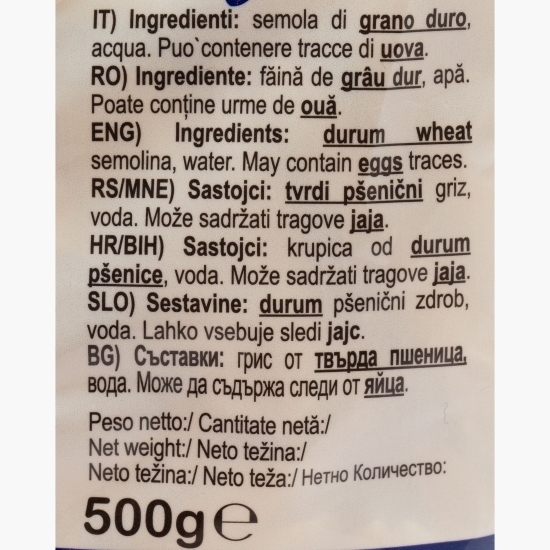 IT) Ingredienti: semola di grano duro,
acqua. Puo`contenere tracce di uova.
RO) Ingrediente: făină de grâu dur, apă.
Poate conține urme de ouă.
ENG) Ingredients: durum wheat
semolina, water. May contain eggs traces.
RS/MNE) Sastojci: tvrdi pšenični griz,
voda. Može sadržati tragove jaja.
HR/BIH) Sastojci: krupica od durum
pšenice, voda. Može sadržati tragove jaja.
SLO) Sestavine: durum pšenični zdrob,
voda. Lahko vsebuje sledi jajc.
BG) Съставки: грис от твърда пшеница,
вода. Може да съдържа следи от яйца.
Peso netto:/ Cantitate netă:/
Net weight:/ Neto težina:/
Neto težina:/ Neto teža:/ Нетно Количество:
500g ℮